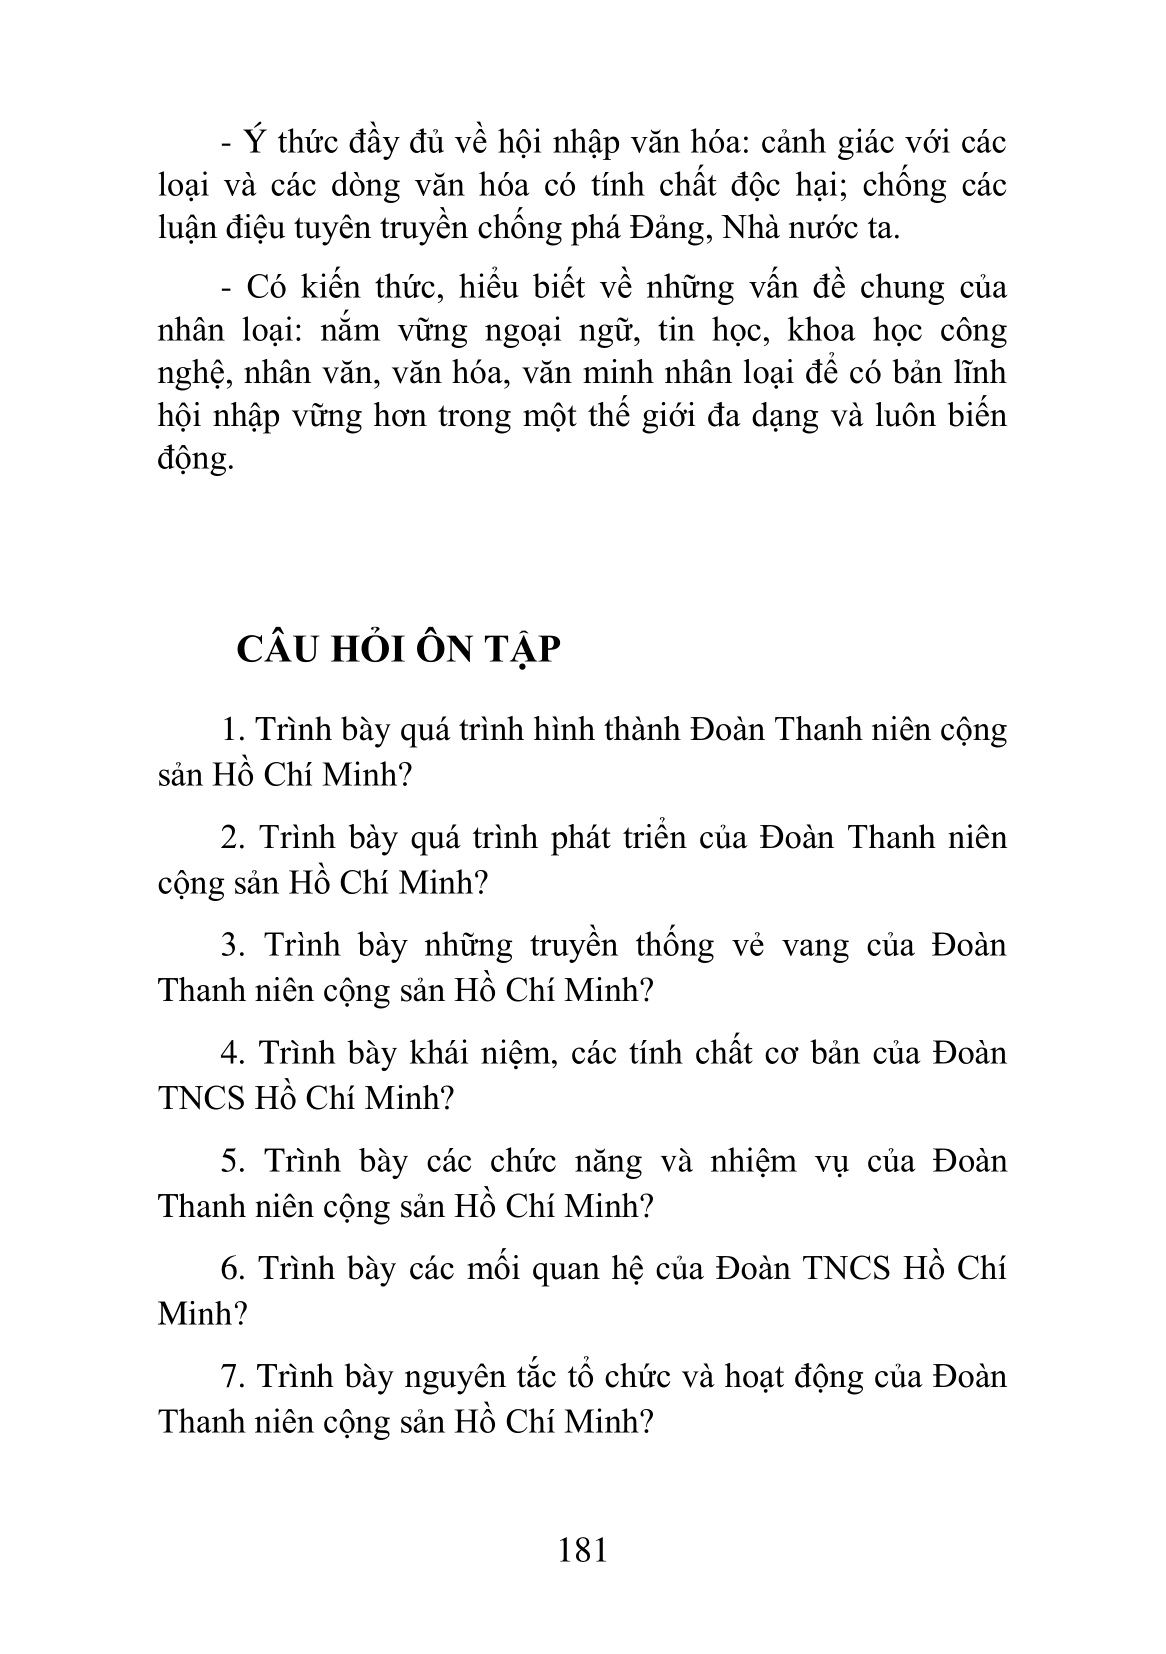 - Ý thức đầy đủ về hội nhập văn hóa: cảnh giác với các
loại và các dòng văn hóa có tính chất độc hại; chống các
luận điệu tuyên truyền chống phá Đảng, Nhà nước ta.
- Có kiến thức, hiểu biết về những vấn đề chung của
nhân loại: nắm vững ngoại ngữ, tin học, khoa học công
nghệ, nhân văn, văn hóa, văn minh nhân loại để có bản lĩnh
hội nhập vững hơn trong một thế giới đa dạng và luôn biến
động.
CÂU HỎI ÔN TẬP
1. Trình bày quá trình hình thành Đoàn Thanh niên cộng
sản Hồ Chí Minh?
2. Trình bày quá trình phát triển của Đoàn Thanh niên
cộng sản Hồ Chí Minh?
3. Trình bày những truyền thống vẻ vang của Đoàn
Thanh niên cộng sản Hồ Chí Minh?
4. Trình bày khái niệm, các tính chất cơ bản của Đoàn
TNCS Hồ Chí Minh?
5. Trình bày các chức năng và nhiệm vụ của Đoàn
Thanh niên cộng sản Hồ Chí Minh?
6. Trình bày các mối quan hệ của Đoàn TNCS Hồ Chí
Minh?
7. Trình bày nguyên tắc tổ chức và hoạt động của Đoàn
Thanh niên cộng sản Hồ Chí Minh?
181